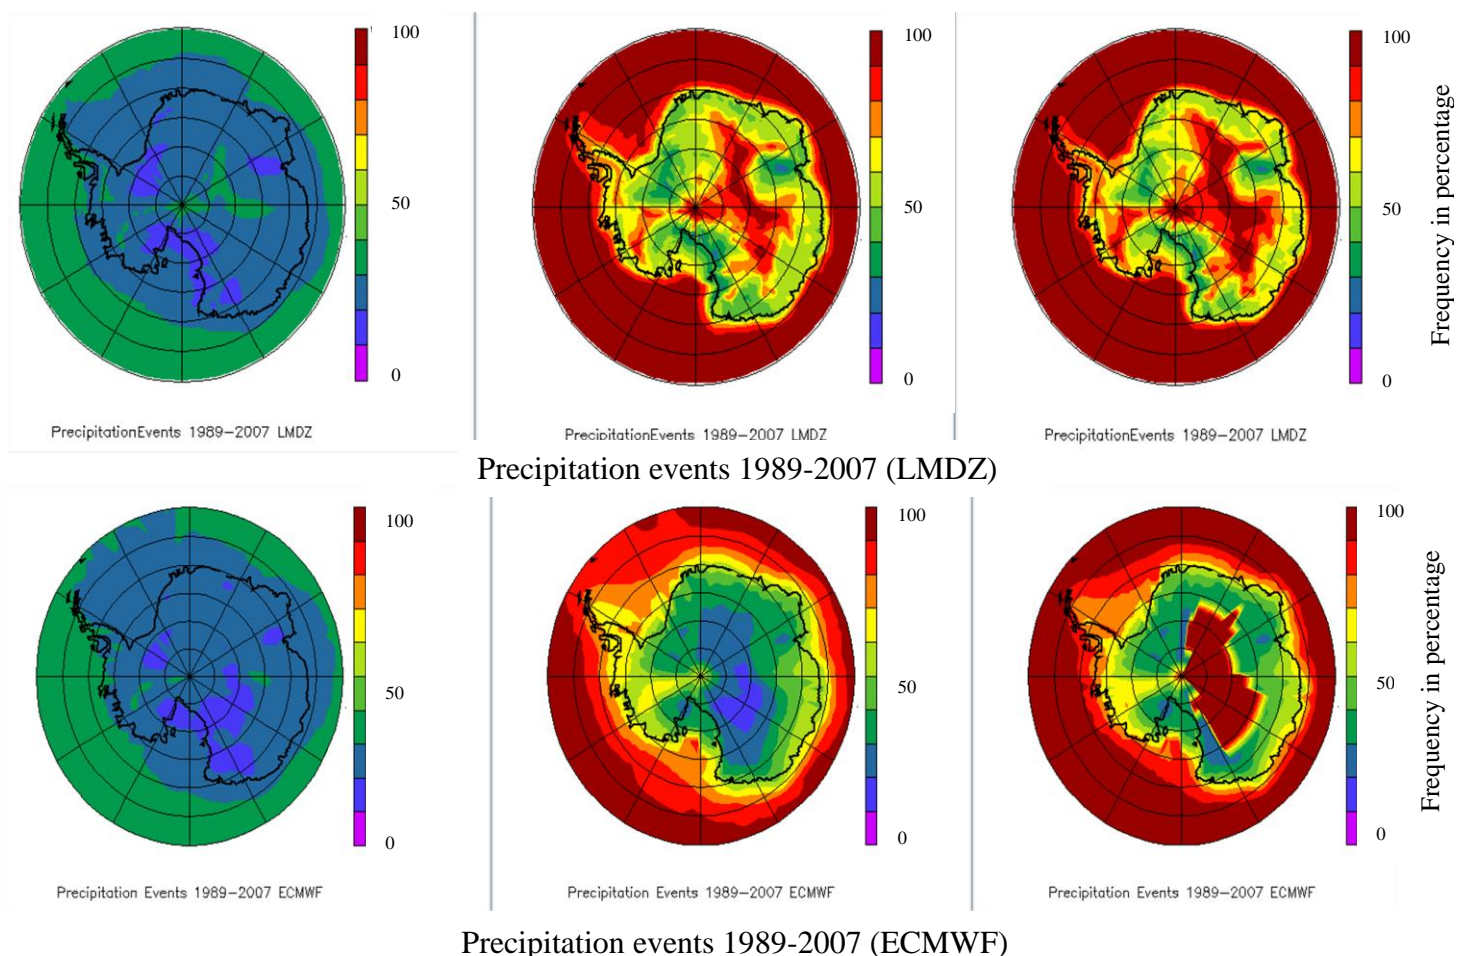 100
50
0
PrecipitationEvents 1989-2007 LMDZ
100
50
0
PrecipitationEvents 1989-2007 LMDZ
100
50
0
PrecipitationEvents 1989-2007 LMDZ
Frequency in percentage
Precipitation events 1989-2007 (LMDZ)
100
50
0
Precipitation Events 1989-2007 ECMWF
100
50
0
Precipitation Events 1989-2007 ECMWF
100
50
0
Precipitation Events 1989-2007 ECMWF
Frequency in percentage
Precipitation events 1989-2007 (ECMWF)